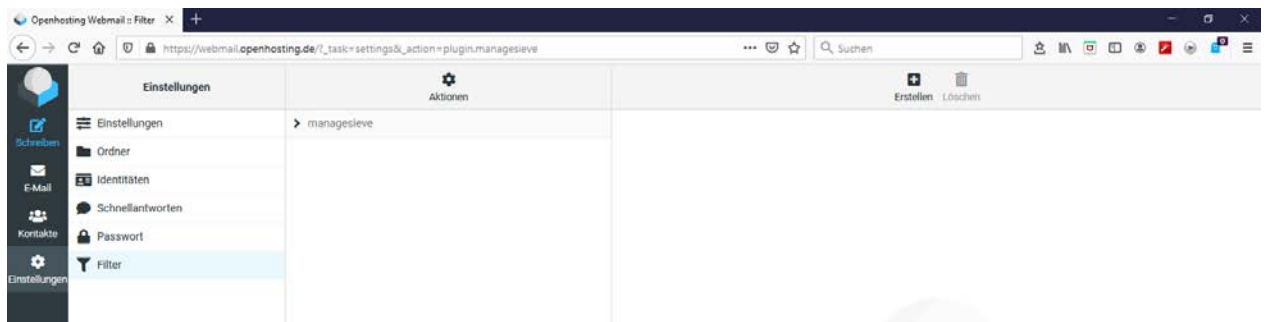 Openhosting Webmail :: Filter
https://webmail.openhosting.de/?_task=settings&_action=plugin.managesieve
Suchen
Einstellungen
Aktionen
Erstellen
Löschen
Schreiben
E-Mail
Kontakte
Einstellungen
Einstellungen
Ordner
Identitäten
Schnellantworten
Passwort
Filter
managesieve